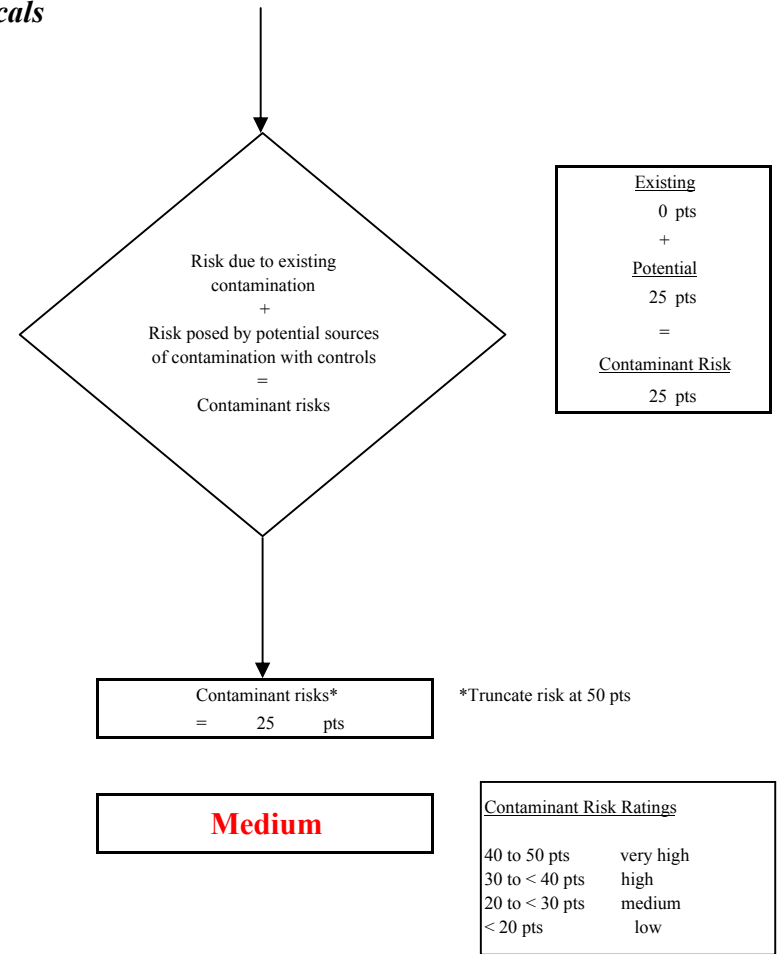 cals
Risk due to existing
contamination
+
Risk posed by potential sources
of contamination with controls
=
Contaminant risks
Existing
0 pts
+
Potential
25 pts
=
Contaminant Risk
25 pts
Contaminant risks*
= 25 pts
*Truncate risk at 50 pts
Medium
Contaminant Risk Ratings
40 to 50 pts very high
30 to < 40 pts high
20 to < 30 pts medium
< 20 pts low